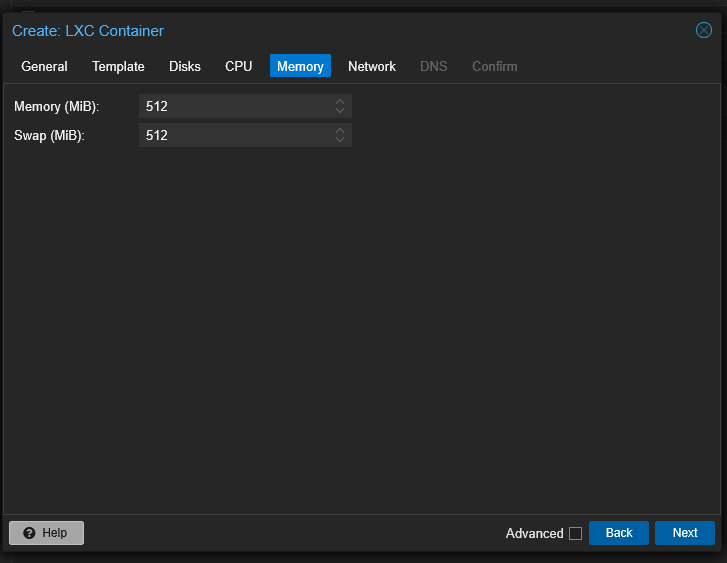 Create: LXC Container
General Template Disks CPU Memory Network DNS Confirm
Memory (MiB): 512
Swap (MiB): 512
? Help Advanced Back Next